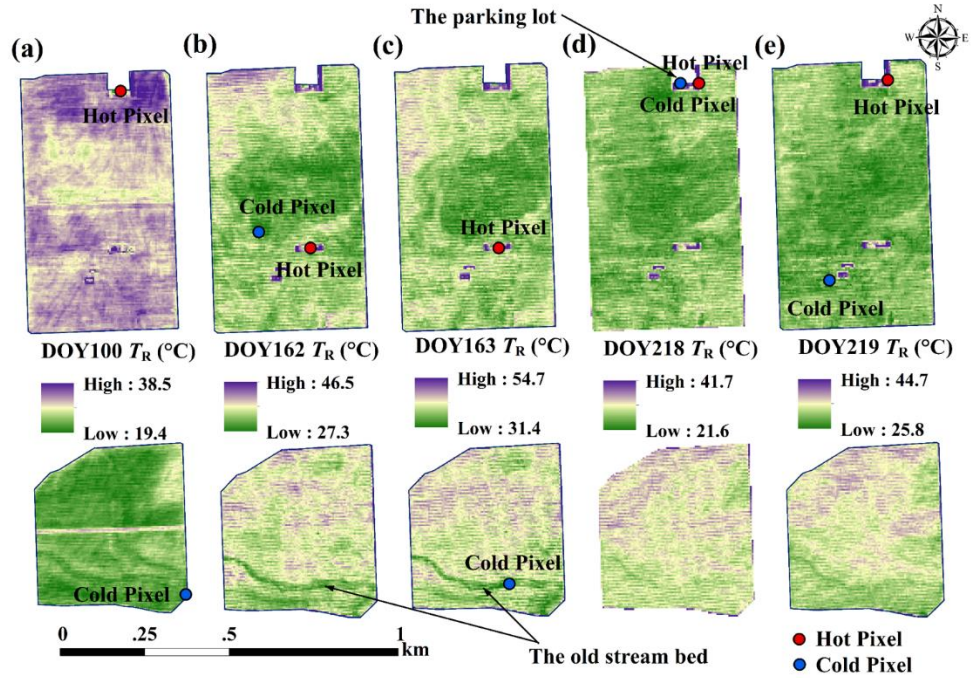 The parking lot
N
W E
S
(a) (b) (c) (d) (e)
Hot Pixel
Hot Pixel
Cold Pixel
Hot Pixel
Cold Pixel
Hot Pixel
Hot Pixel
Cold Pixel
DOY100 TR (°C) DOY162 TR (°C) DOY163 TR (°C) DOY218 TR (°C) DOY219 TR (°C)
High : 38.5 High : 46.5 High : 54.7 High : 41.7 High : 44.7
Low : 19.4 Low : 27.3 Low : 31.4 Low : 21.6 Low : 25.8
Cold Pixel
Cold Pixel
0 .25 .5 1
km
The old stream bed
Hot Pixel
Cold Pixel